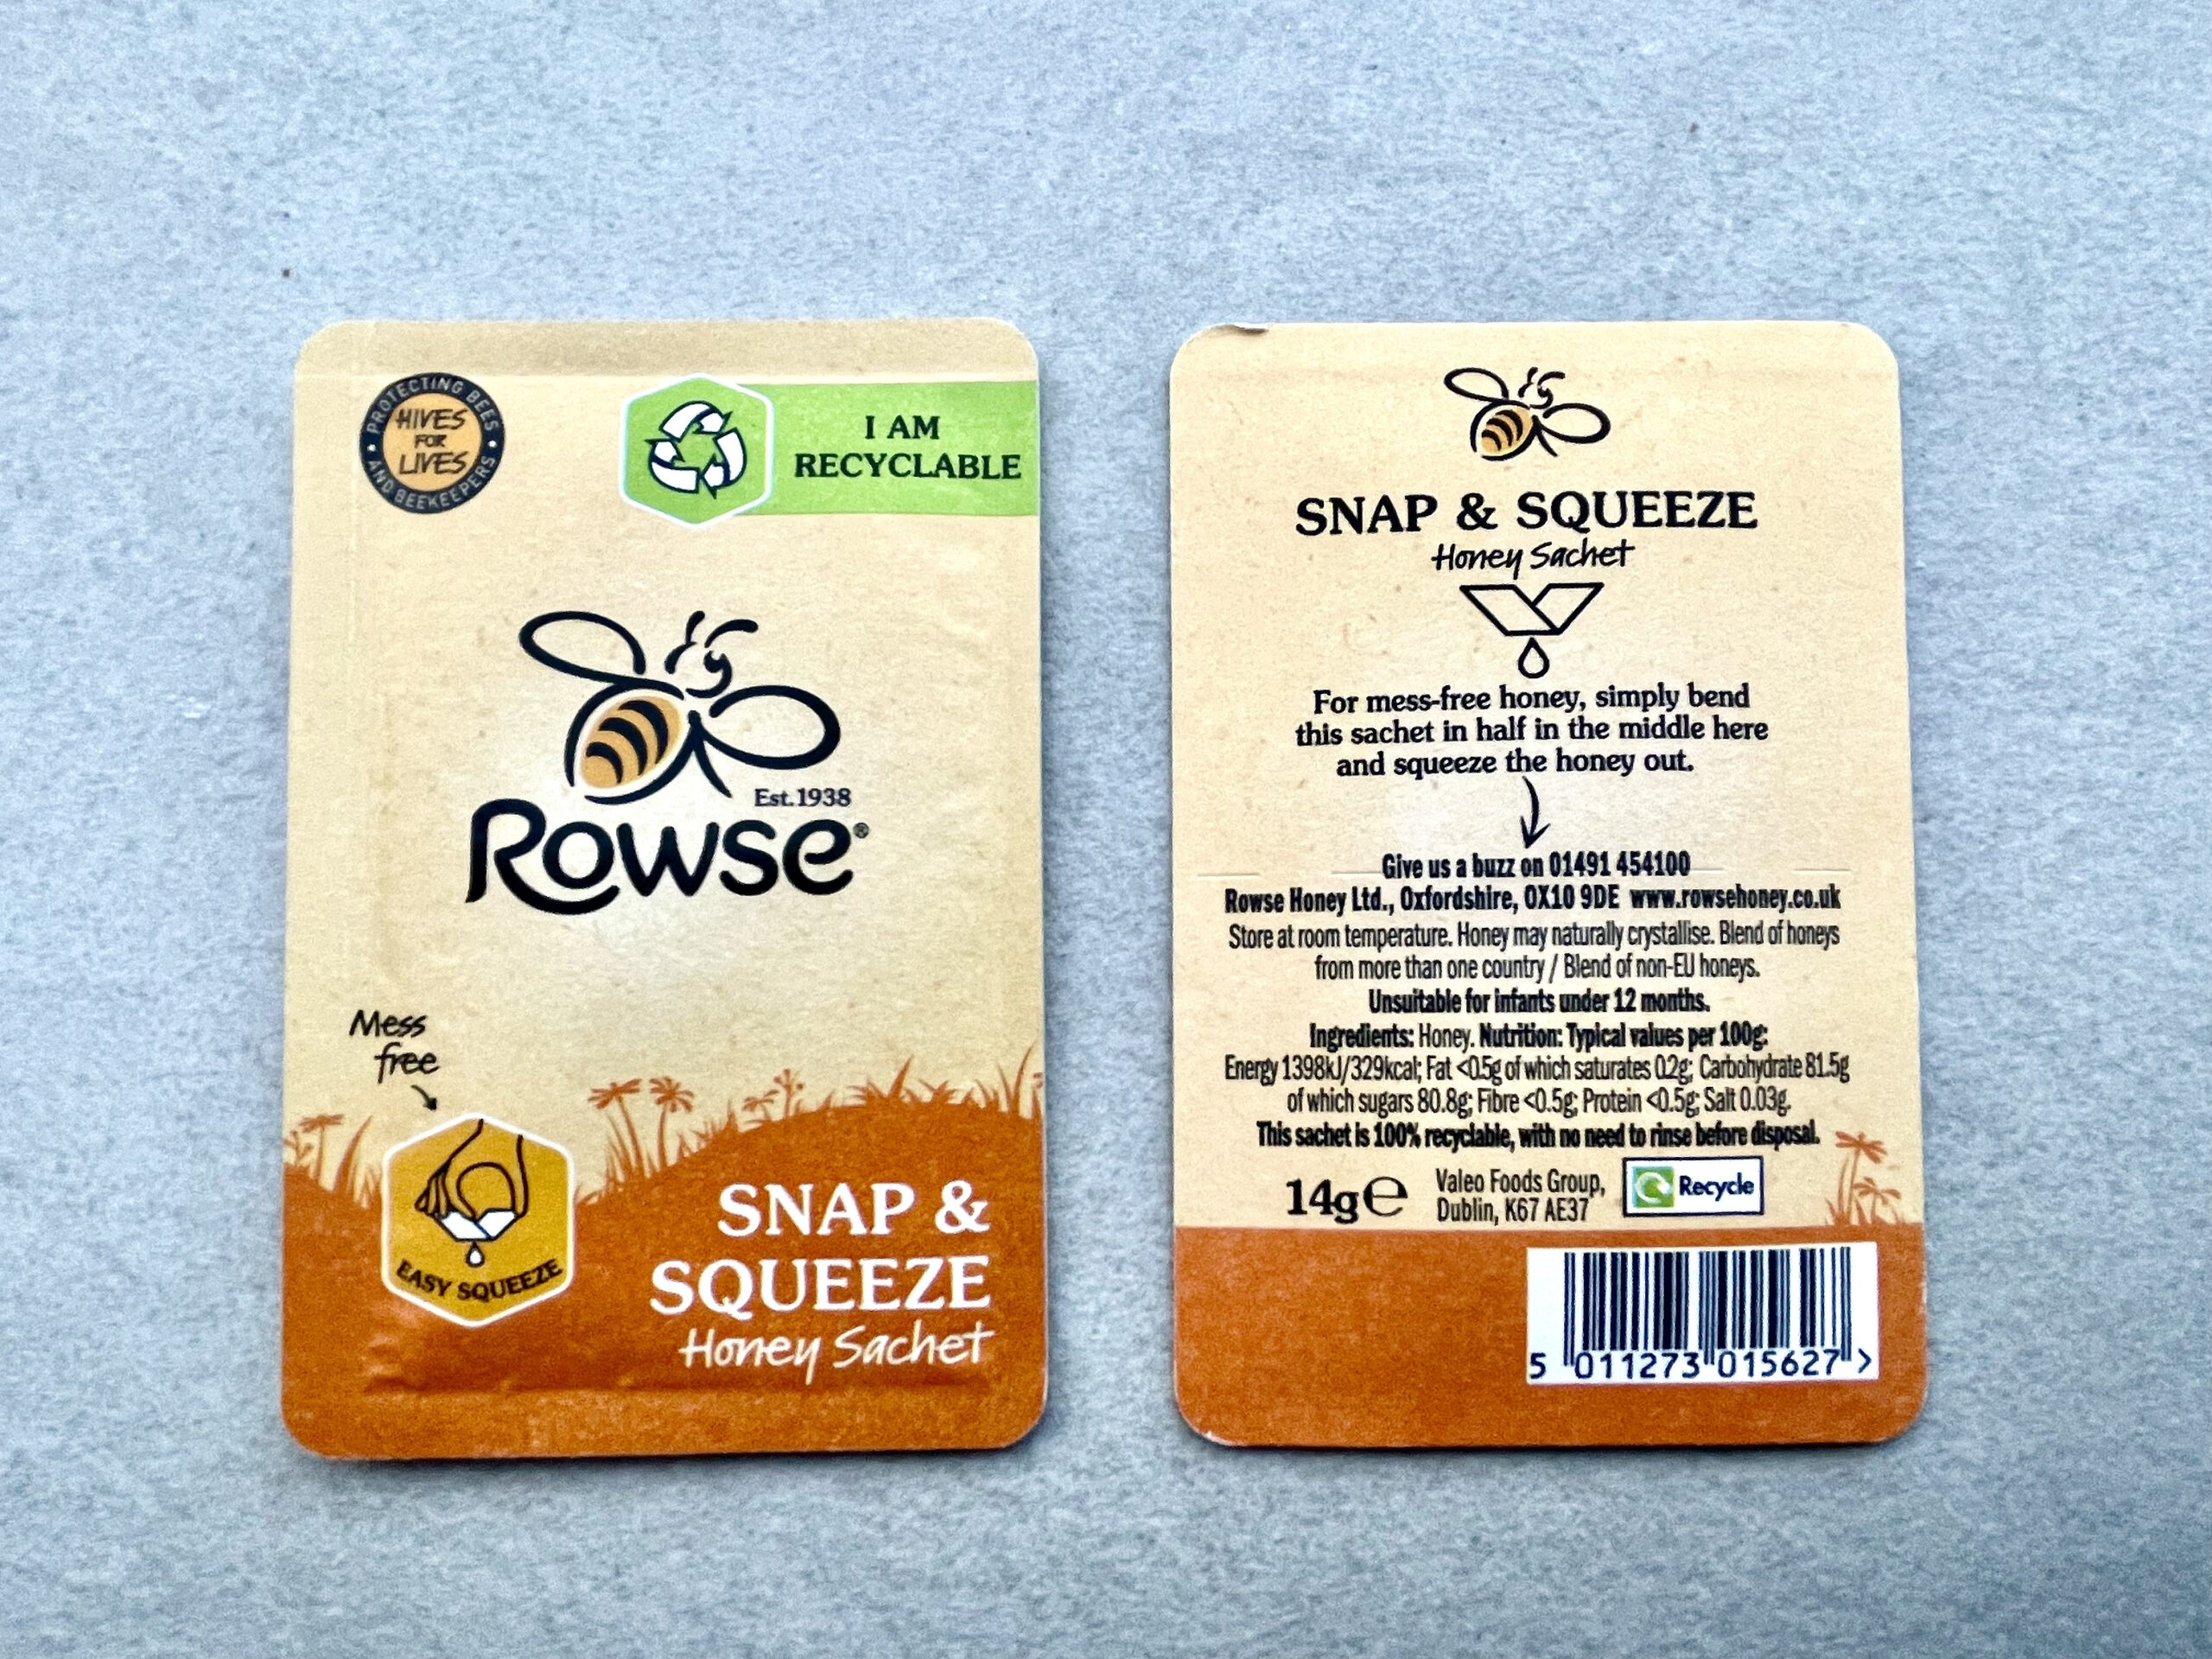 PROTECTING BEES
HIVES
FOR
LIVES
AND BEEKEEPERS
I AM
RECYCLABLE
Est.1938
Rowse®
Mess
free
EASY SQUEEZE
SNAP &
SQUEEZE
Honey Sachet
SNAP & SQUEEZE
Honey Sachet
For mess-free honey, simply bend
this sachet in half in the middle here
and squeeze the honey out.
Give us a buzz on 01491 454100
Rowse Honey Ltd., Oxfordshire, OX10 9DE www.rowsehoney.co.uk
Store at room temperature. Honey may naturally crystallise. Blend of honeys
from more than one country / Blend of non-EU honeys.
Unsuitable for infants under 12 months.
Ingredients: Honey. Nutrition: Typical values per 100g:
Energy 1398kJ/329kcal; Fat <0.5g of which saturates 0.2g; Carbohydrate 81.5g
of which sugars 80.8g; Fibre <0.5g; Protein <0.5g; Salt 0.03g.
This sachet is 100% recyclable, with no need to rinse before disposal.
14g℮
Valeo Foods Group,
Dublin, K67 AE37
Recycle
5 011273 015627 >